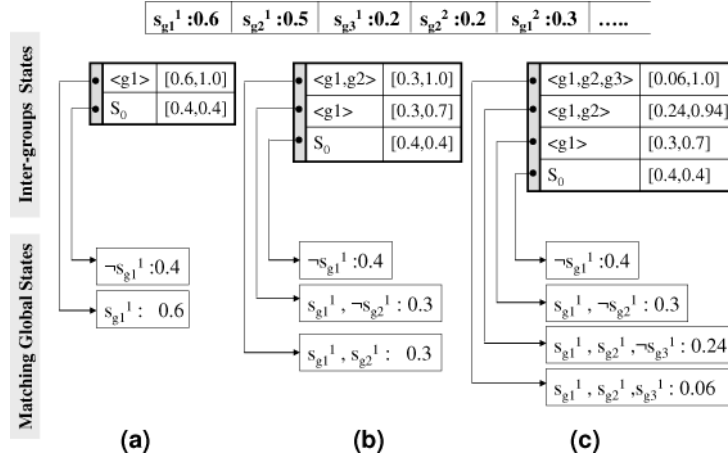 s_g1^1 :0.6 s_g2^1 :0.5 s_g3^1 :0.2 s_g2^2 :0.2 s_g1^2 :0.3 .....
Inter-groups States
<g1> [0.6,1.0]
S_0 [0.4,0.4]
<g1,g2> [0.3,1.0]
<g1> [0.3,0.7]
S_0 [0.4,0.4]
<g1,g2,g3> [0.06,1.0]
<g1,g2> [0.24,0.94]
<g1> [0.3,0.7]
S_0 [0.4,0.4]
Matching Global States
¬s_g1^1 :0.4
s_g1^1 : 0.6
¬s_g1^1 :0.4
s_g1^1 , ¬s_g2^1 : 0.3
s_g1^1 , s_g2^1 : 0.3
¬s_g1^1 :0.4
s_g1^1 , ¬s_g2^1 : 0.3
s_g1^1 , s_g2^1 ,¬s_g3^1 : 0.24
s_g1^1 , s_g2^1 ,s_g3^1 : 0.06
(a) (b) (c)